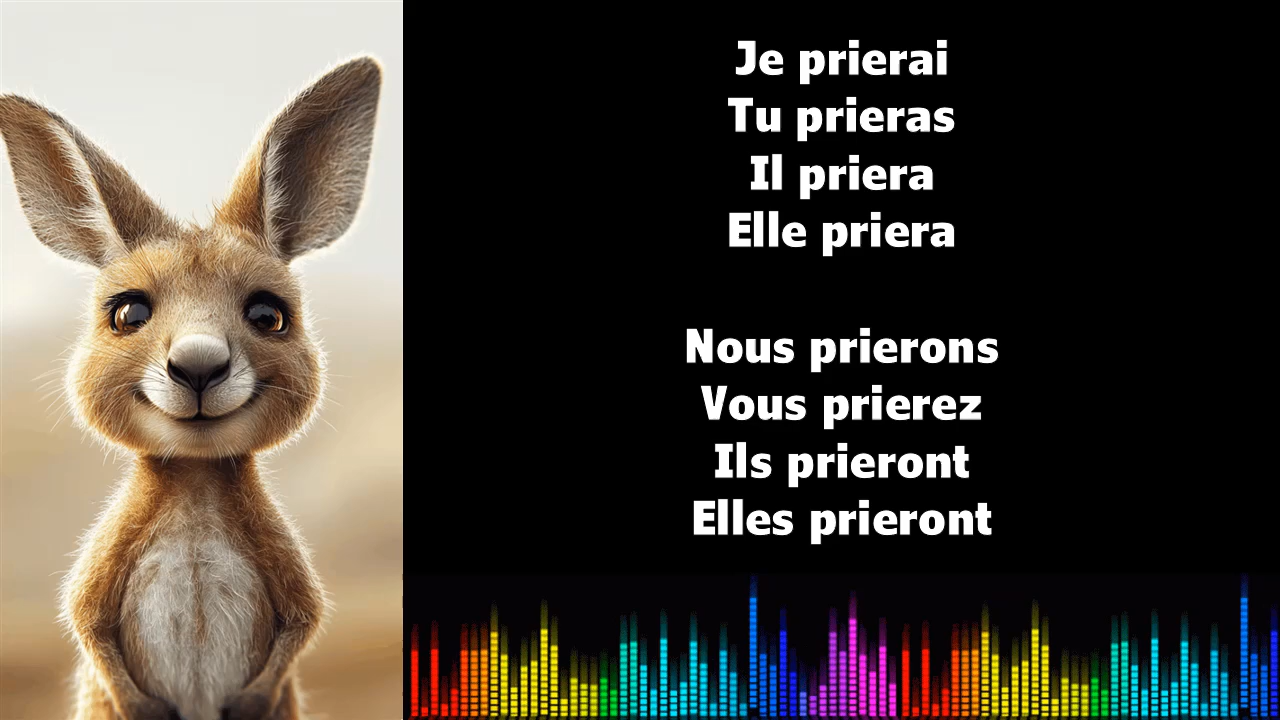 Je prierai
Tu prieras
Il priera
Elle priera
Nous prierons
Vous prierez
Ils prieront
Elles prieront